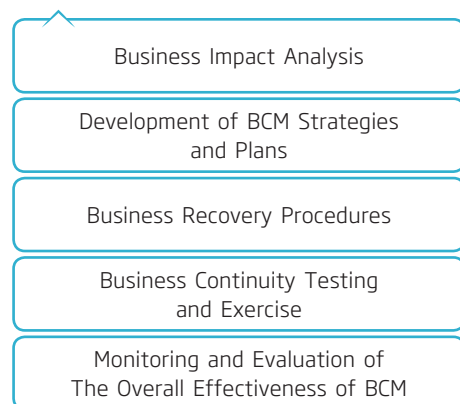 Business Impact Analysis
Development of BCM Strategies
and Plans
Business Recovery Procedures
Business Continuity Testing
and Exercise
Monitoring and Evaluation of
The Overall Effectiveness of BCM